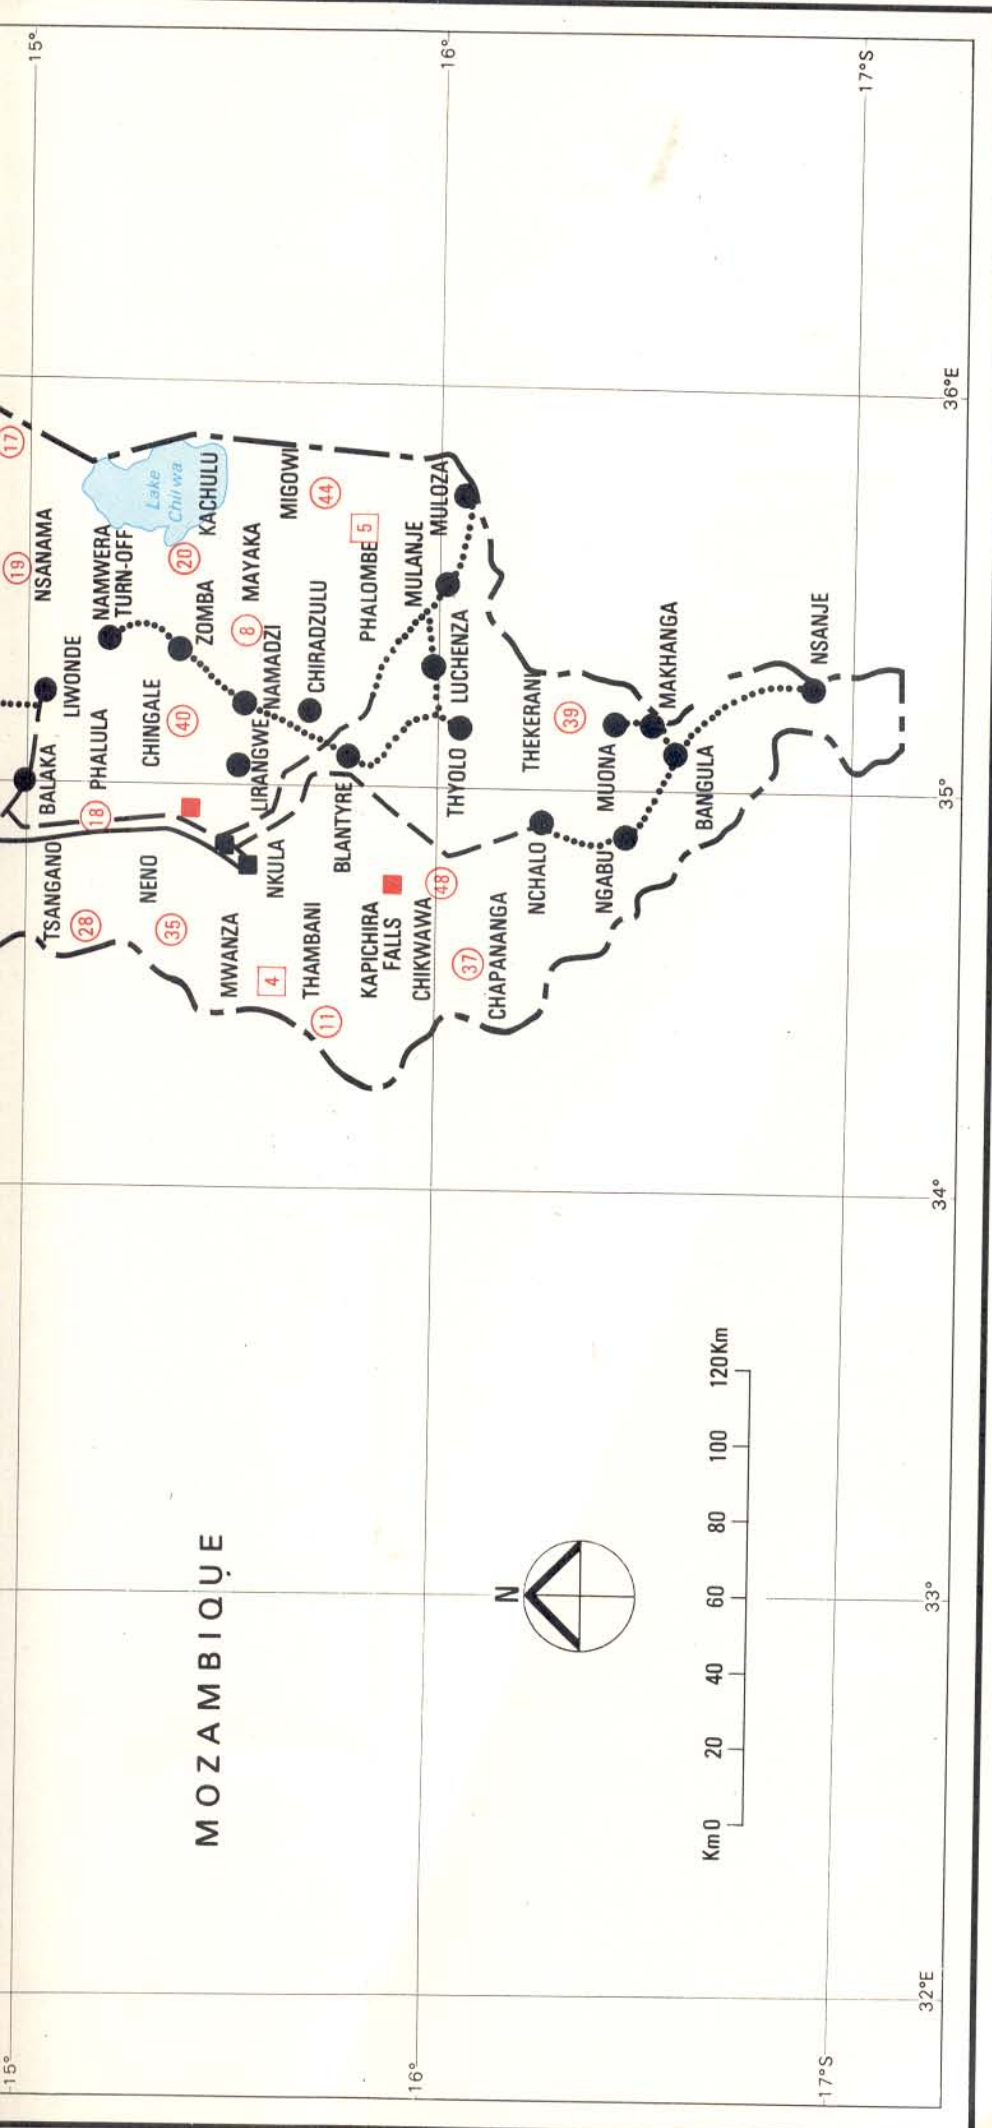 15°
16°
17°S
36°E
35°
34°
33°
32°E
15°
16°
17°S
17
19
NSANAMA
LIWONDE
BALAKA
18
PHALULA
TSANGANO
28
NAMWERA
TURN-OFF
Lake
Chilwa
KACHULU
20
ZOMBA
CHINGALE
40
NENO
35
MIGOWI
44
MAYAKA
8
NAMADZI
LIRANGWE
NKULA
MWANZA
4
CHIRADZULU
THAMBANI
11
PHALOMBE
5
BLANTYRE
KAPICHIRA
FALLS
MULANJE
MULOZA
CHIKWAWA
48
LUCHENZA
THYOLO
37
CHAPANANGA
THEKERANI
39
NCHALO
MUONA
NGABU
MAKHANGA
BANGULA
NSANJE
MOZAMBIQUE
N
Km 0 20 40 60 80 100 120Km